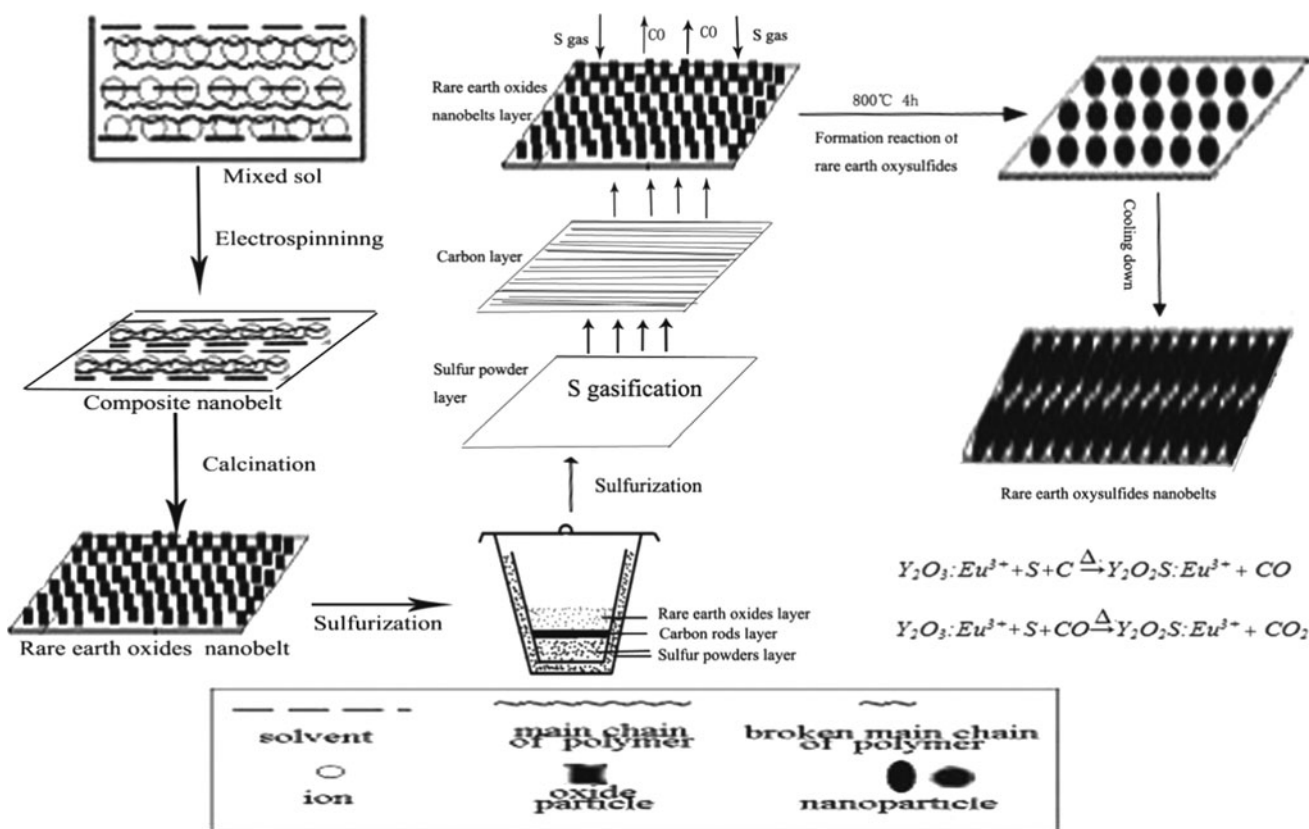 Mixed sol
Electrospinninng
Composite nanobelt
Calcination
Rare earth oxides nanobelt
Sulfurization
Rare earth oxides layer
Carbon rods layer
Sulfur powders layer
Sulfurization
Sulfur powder
layer
S gasification
Carbon layer
Rare earth oxides
nanobelts layer
S gas
CO
CO
S gas
800℃ 4h
Formation reaction of
rare earth oxysulfides
Cooling down
Rare earth oxysulfides nanobelts
Y₂O₃:Eu³⁺+S+C →Δ Y₂O₂S:Eu³⁺+ CO
Y₂O₃:Eu³⁺+S+CO →Δ Y₂O₂S:Eu³⁺+ CO₂
solvent
main chain
of polymer
broken main chain
of polymer
ion
oxide
particle
nanoparticle